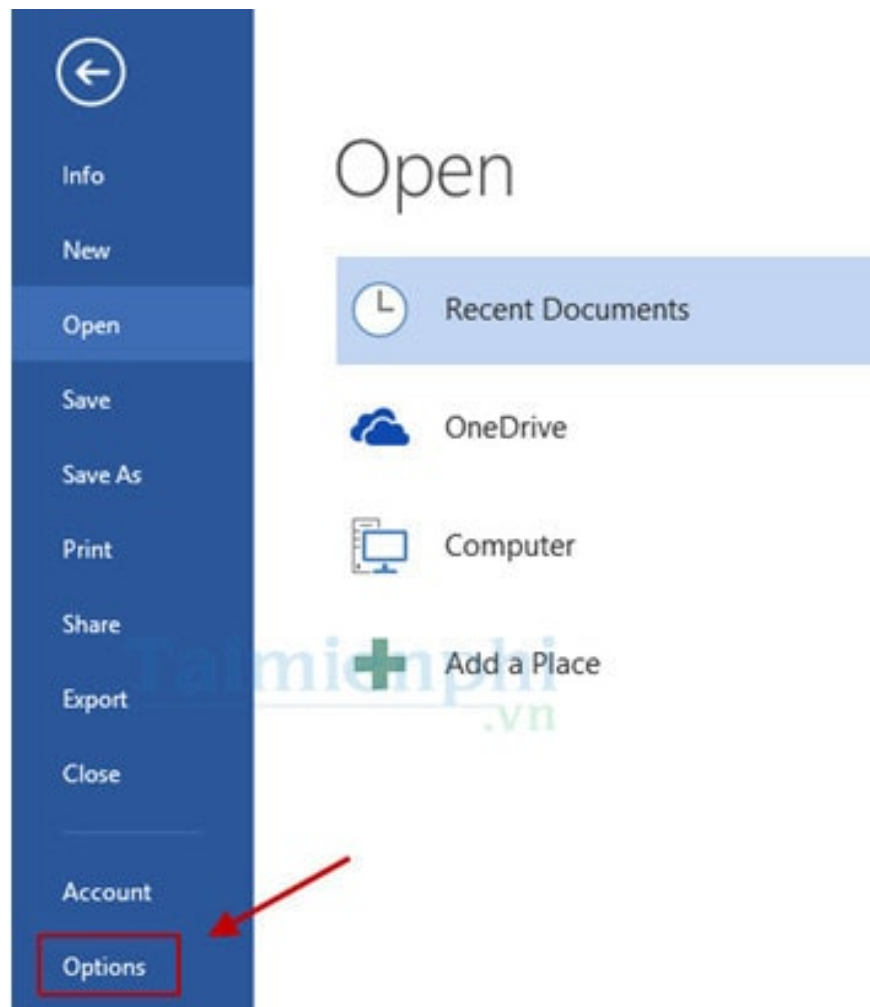 Info
New
Open
Save
Save As
Print
Share
Export
Close
Account
Options
Open
Recent Documents
OneDrive
Computer
Add a Place
Taimienphi
.vn